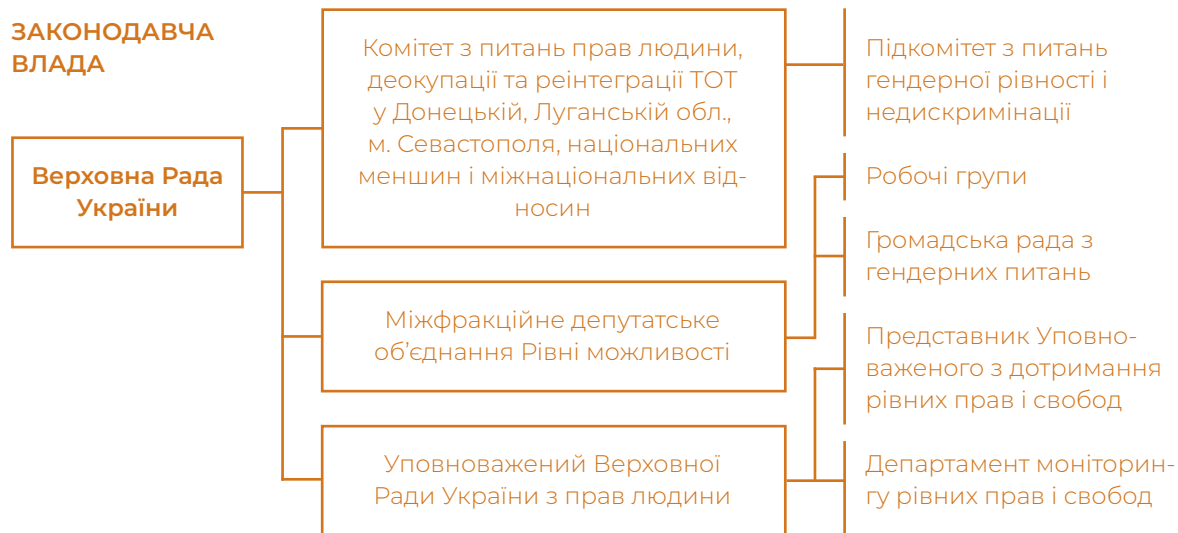 ЗАКОНОДАВЧА
ВЛАДА
Верховна Рада
України
Комітет з питань прав людини,
деокупації та реінтеграції ТОТ
у Донецькій, Луганській обл.,
м. Севастополя, національних
меншин і міжнаціональних від-
носин
Міжфракційне депутатське
об’єднання Рівні можливості
Уповноважений Верховної
Ради України з прав людини
Підкомітет з питань
гендерної рівності і
недискримінації
Робочі групи
Громадська рада з
гендерних питань
Представник Уповно-
важеного з дотримання
рівних прав і свобод
Департамент моніторин-
гу рівних прав і свобод